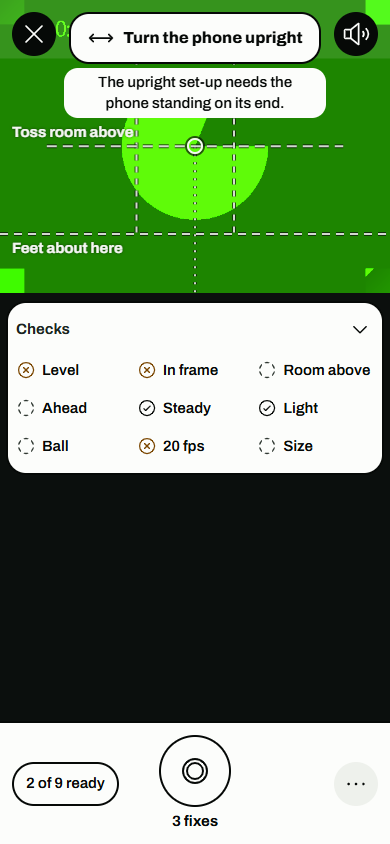 Turn the phone upright
The upright set-up needs the
phone standing on its end.
Toss room above
Feet about here
Checks
Level
In frame
Room above
Ahead
Steady
Light
Ball
20 fps
Size
2 of 9 ready
3 fixes